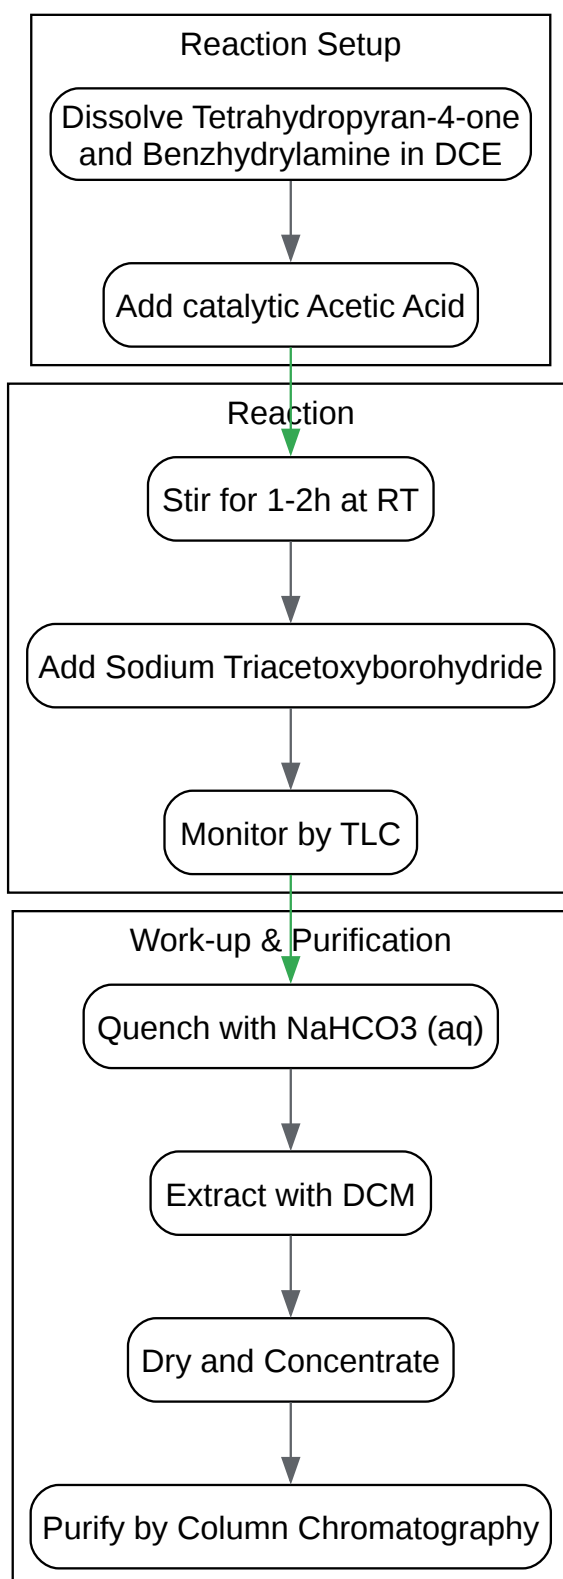 Reaction Setup
Dissolve Tetrahydropyran-4-one
and Benzhydrylamine in DCE
Add catalytic Acetic Acid
Reaction
Stir for 1-2h at RT
Add Sodium Triacetoxyborohydride
Monitor by TLC
Work-up & Purification
Quench with NaHCO3 (aq)
Extract with DCM
Dry and Concentrate
Purify by Column Chromatography